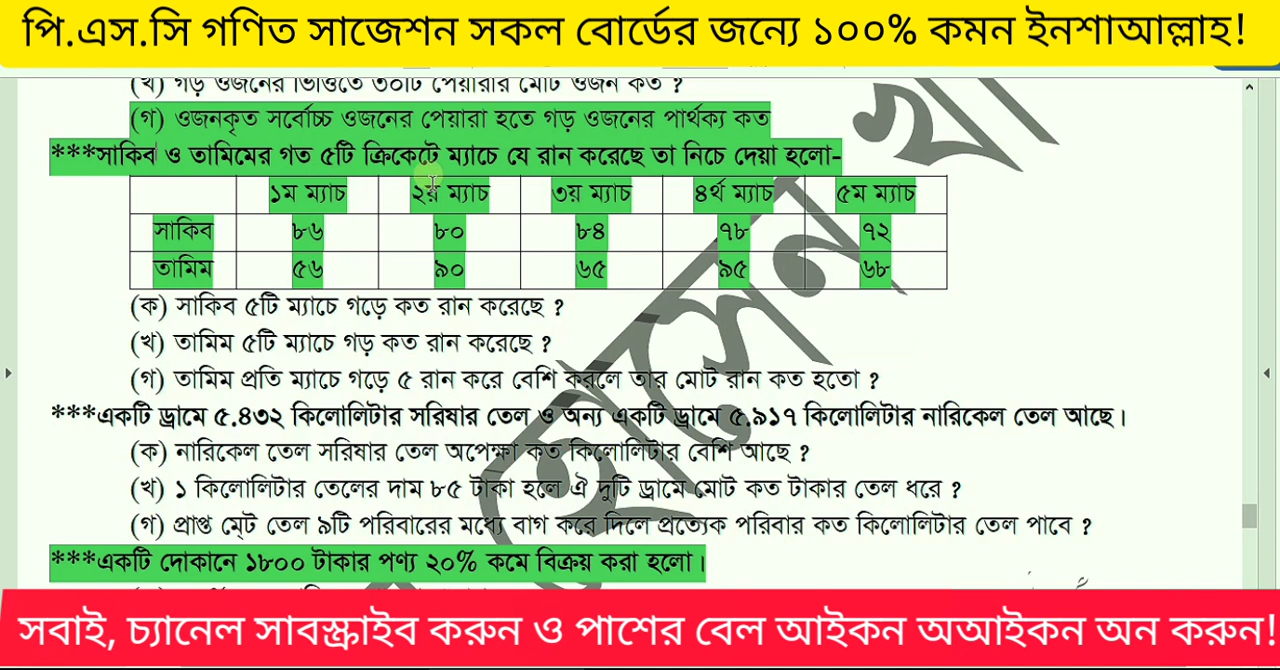 পি.এস.সি গণিত সাজেশন সকল বোর্ডের জন্যে ১০০% কমন ইনশাআল্লাহ!
(খ) গড় ওজনের ভিত্তিতে ৩০টি পেয়ারার মোট ওজন কত ?
(গ) ওজনকৃত সর্বোচ্চ ওজনের পেয়ারা হতে গড় ওজনের পার্থক্য কত
***সাকিব ও তামিমের গত ৫টি ক্রিকেটে ম্যাচে যে রান করেছে তা নিচে দেয়া হলো-
১ম ম্যাচ ২য় ম্যাচ ৩য় ম্যাচ ৪র্থ ম্যাচ ৫ম ম্যাচ
সাকিব ৮৬ ৮০ ৮৪ ৭৮ ৭২
তামিম ৫৬ ৯০ ৬৫ ৯৫ ৬৮
(ক) সাকিব ৫টি ম্যাচে গড়ে কত রান করেছে ?
(খ) তামিম ৫টি ম্যাচে গড় কত রান করেছে ?
(গ) তামিম প্রতি ম্যাচে গড়ে ৫ রান করে বেশি করলে তার মোট রান কত হতো ?
***একটি ড্রামে ৫.৪৩২ কিলোলিটার সরিষার তেল ও অন্য একটি ড্রামে ৫.৯১৭ কিলোলিটার নারিকেল তেল আছে।
(ক) নারিকেল তেল সরিষার তেল অপেক্ষা কত কিলোলিটার বেশি আছে ?
(খ) ১ কিলোলিটার তেলের দাম ৮৫ টাকা হলে ঐ দুটি ড্রামে মোট কত টাকার তেল ধরে ?
(গ) প্রাপ্ত মেট তেল ৯টি পরিবারের মধ্যে বাগ করে দিলে প্রত্যেক পরিবার কত কিলোলিটার তেল পাবে ?
***একটি দোকানে ১৮০০ টাকার পণ্য ২০% কমে বিক্রয় করা হলো।
হোসেন
সবাই, চ্যানেল সাবস্ক্রাইব করুন ও পাশের বেল আইকন অআইকন অন করুন!